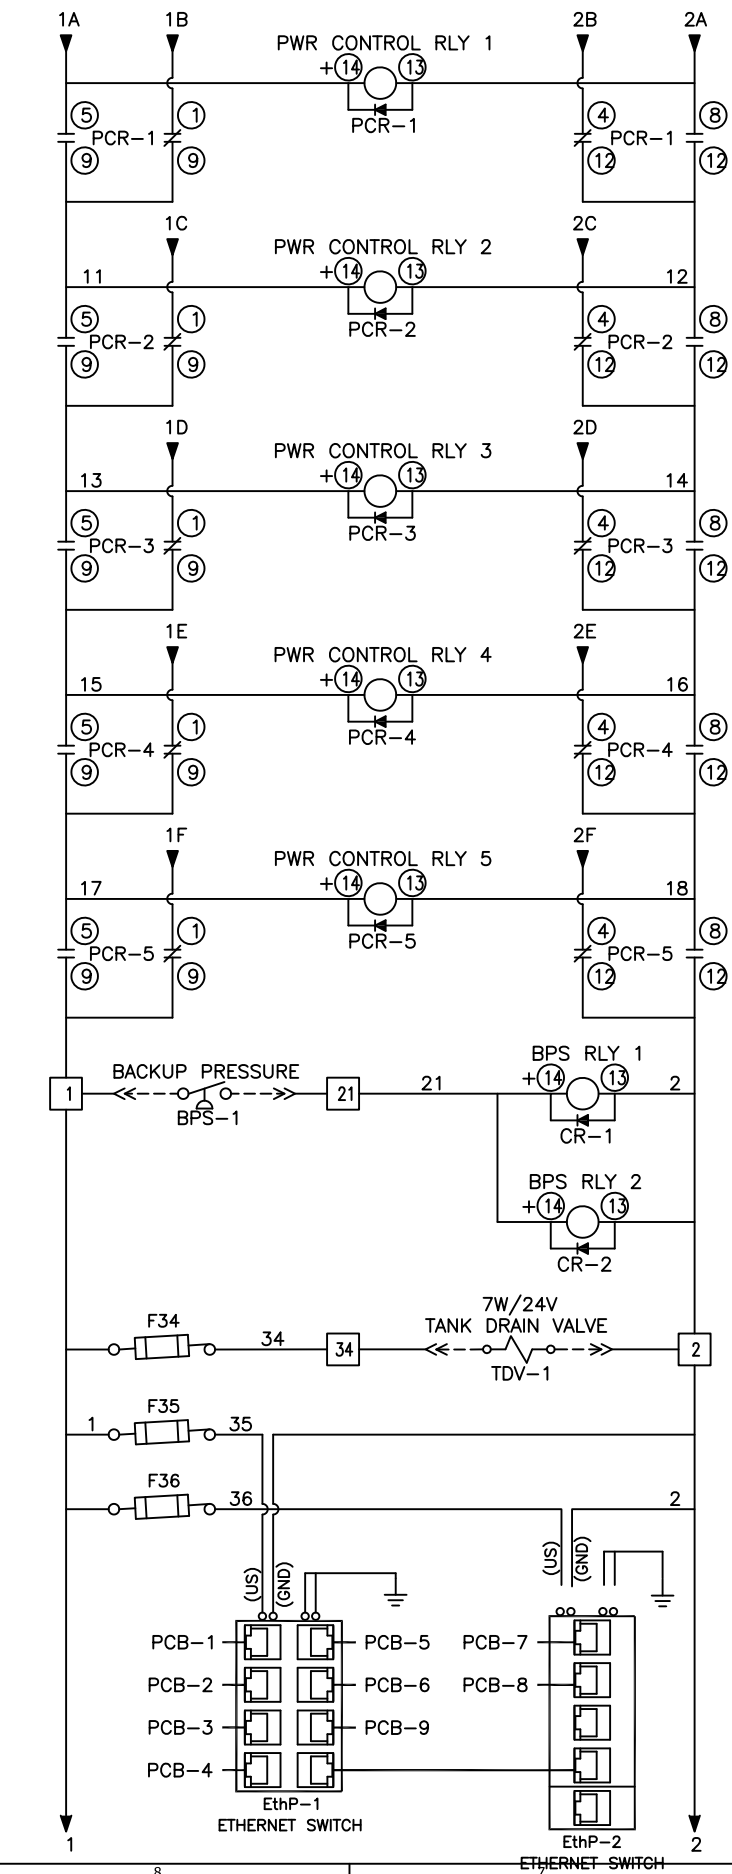 1A 1B 2B 2A
PWR CONTROL RLY 1
+ 14 13
PCR-1
5 1 4 8
PCR-1 PCR-1
9 9 12 12
1C 2C
PWR CONTROL RLY 2
+ 14 13
11 12
PCR-2
5 1 4 8
PCR-2 PCR-2
9 9 12 12
1D 2D
PWR CONTROL RLY 3
+ 14 13
13 14
PCR-3
5 1 4 8
PCR-3 PCR-3
9 9 12 12
1E 2E
PWR CONTROL RLY 4
+ 14 13
15 16
PCR-4
5 1 4 8
PCR-4 PCR-4
9 9 12 12
1F 2F
PWR CONTROL RLY 5
+ 14 13
17 18
PCR-5
5 1 4 8
PCR-5 PCR-5
9 9 12 12
BPS RLY 1
BACKUP PRESSURE
+ 14 13
1 21 21 2
BPS-1
CR-1
BPS RLY 2
+ 14 13
CR-2
7W/24V
F34 TANK DRAIN VALVE
34 34 2
TDV-1
F35
1 35
F36
36 2
(US) (GND) (US) (GND)
PCB-1 PCB-5 PCB-7
PCB-2 PCB-6 PCB-8
PCB-3 PCB-9
PCB-4
EthP-1
ETHERNET SWITCH
EthP-2
1 2
ETHERNET SWITCH
8 7